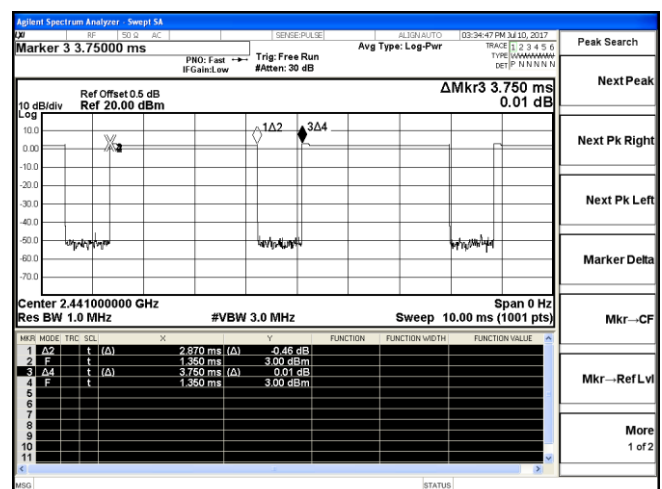 Agilent Spectrum Analyzer - Swept SA
RF 50 Ω AC SENSE:PULSE ALIGN AUTO 03:34:47 PM Jul 10, 2017
Marker 3 3.75000 ms
PNO: Fast
IFGain:Low
Trig: Free Run
#Atten: 30 dB
Avg Type: Log-Pwr
TRACE 1 2 3 4 5 6
TYPE
DET P N N N N N
Peak Search
Next Peak
Next Pk Right
Next Pk Left
Marker Delta
Mkr→CF
Mkr→Ref Lvl
More
1 of 2
ΔMkr3 3.750 ms
0.01 dB
Ref Offset 0.5 dB
10 dB/div Ref 20.00 dBm
Log
10.0
0.00
-10.0
-20.0
-30.0
-40.0
-50.0
-60.0
-70.0
1Δ2
3Δ4
Center 2.441000000 GHz Span 0 Hz
Res BW 1.0 MHz #VBW 3.0 MHz Sweep 10.00 ms (1001 pts)
MKR MODE TRC SCL X Y FUNCTION FUNCTION WIDTH FUNCTION VALUE
1 Δ2 t (Δ) 2.870 ms (Δ) -0.46 dB
2 F t 1.350 ms 3.00 dBm
3 Δ4 t (Δ) 3.750 ms (Δ) 0.01 dB
4 F t 1.350 ms 3.00 dBm
5
6
7
8
9
10
11
MSG STATUS